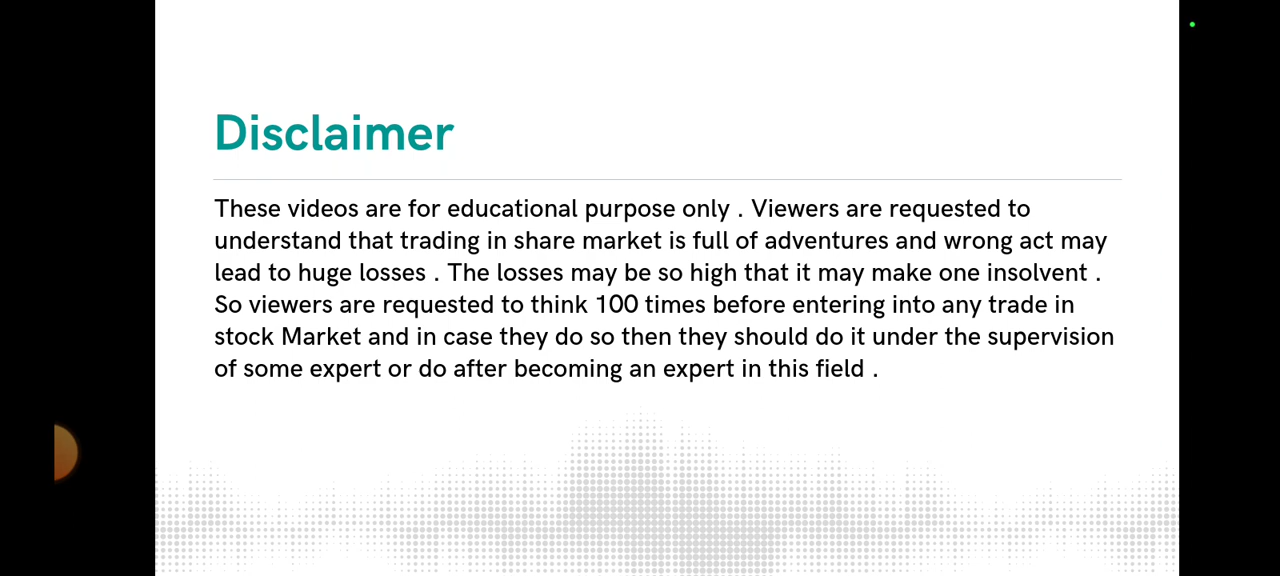 Disclaimer
These videos are for educational purpose only . Viewers are requested to
understand that trading in share market is full of adventures and wrong act may
lead to huge losses . The losses may be so high that it may make one insolvent .
So viewers are requested to think 100 times before entering into any trade in
stock Market and in case they do so then they should do it under the supervision
of some expert or do after becoming an expert in this field .